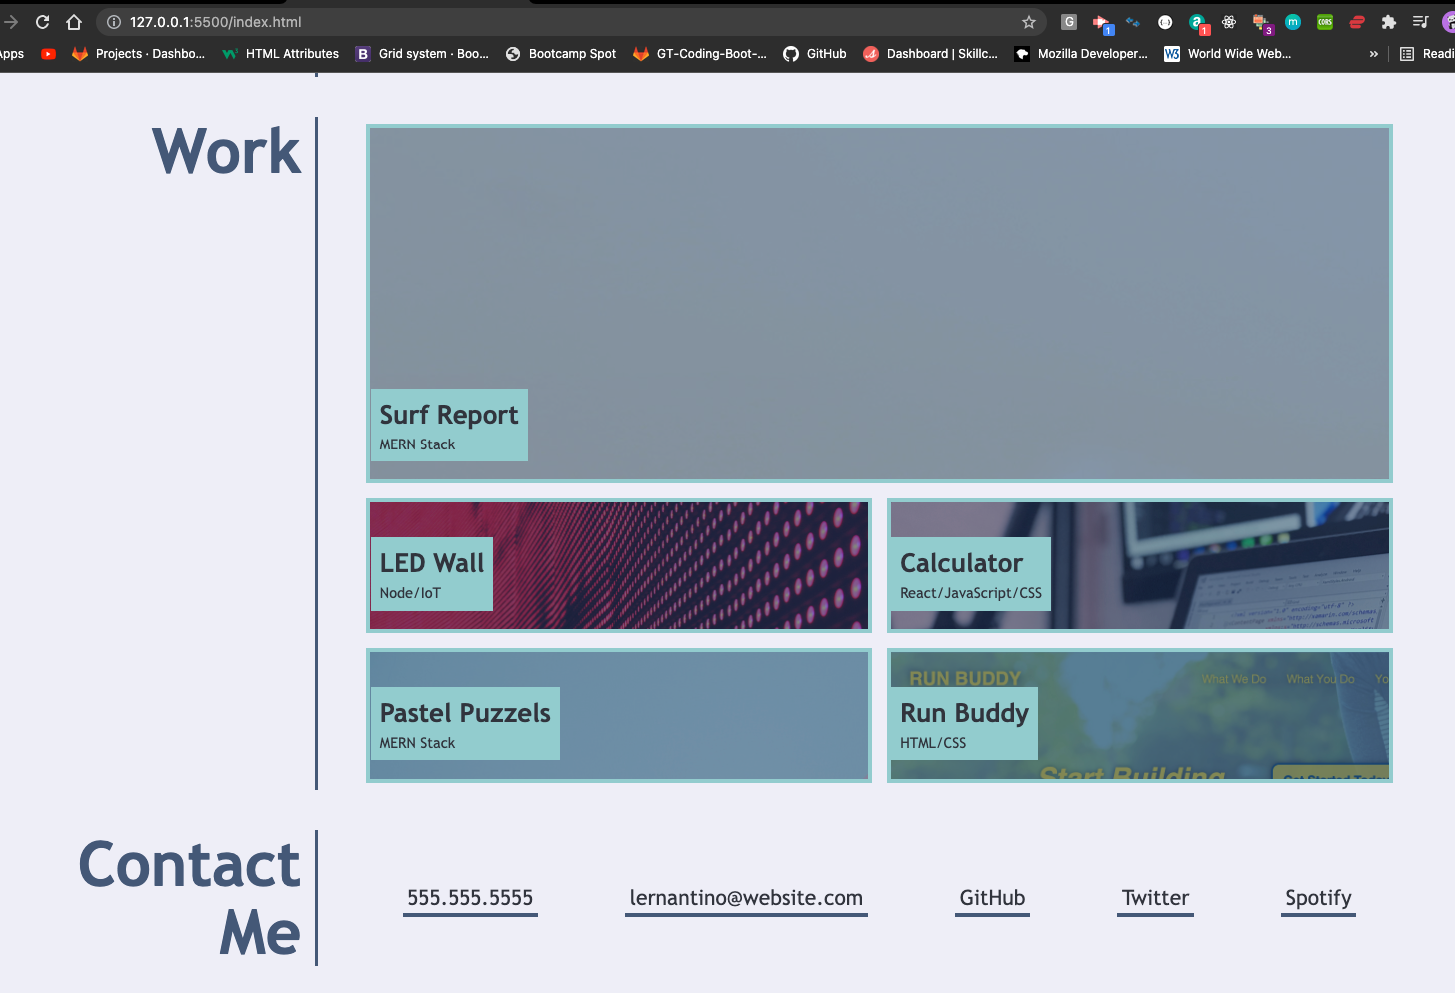 127.0.0.1:5500/index.html
Apps
Projects · Dashbo...
HTML Attributes
Grid system · Boo...
Bootcamp Spot
GT-Coding-Boot-...
GitHub
Dashboard | Skillc...
Mozilla Developer...
World Wide Web...
»
Readi
Work
Surf Report
MERN Stack
LED Wall
Node/IoT
Calculator
React/JavaScript/CSS
Pastel Puzzels
MERN Stack
RUN BUDDY
What We Do
What You Do
Yo
Run Buddy
HTML/CSS
Start Building
Get Started Today
Contact
Me
555.555.5555
lernantino@website.com
GitHub
Twitter
Spotify